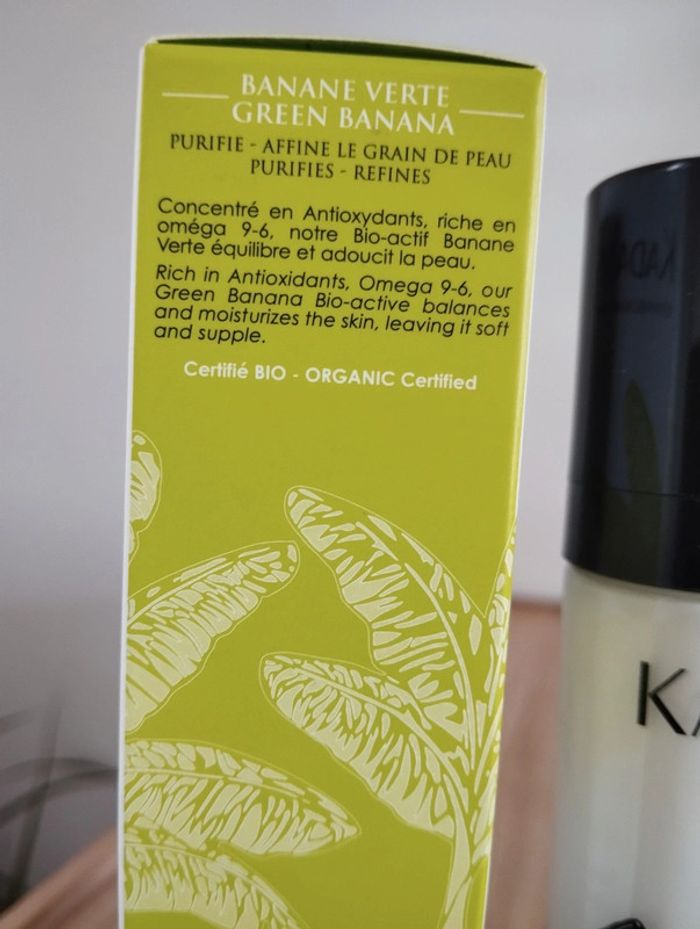 BANANE VERTE
GREEN BANANA
PURIFIE - AFFINE LE GRAIN DE PEAU
PURIFIES - REFINES
Concentré en Antioxydants, riche en
oméga 9-6, notre Bio-actif Banane
Verte équilibre et adoucit la peau.
Rich in Antioxidants, Omega 9-6, our
Green Banana Bio-active balances
and moisturizes the skin, leaving it soft
and supple.
Certifié BIO - ORGANIC Certified